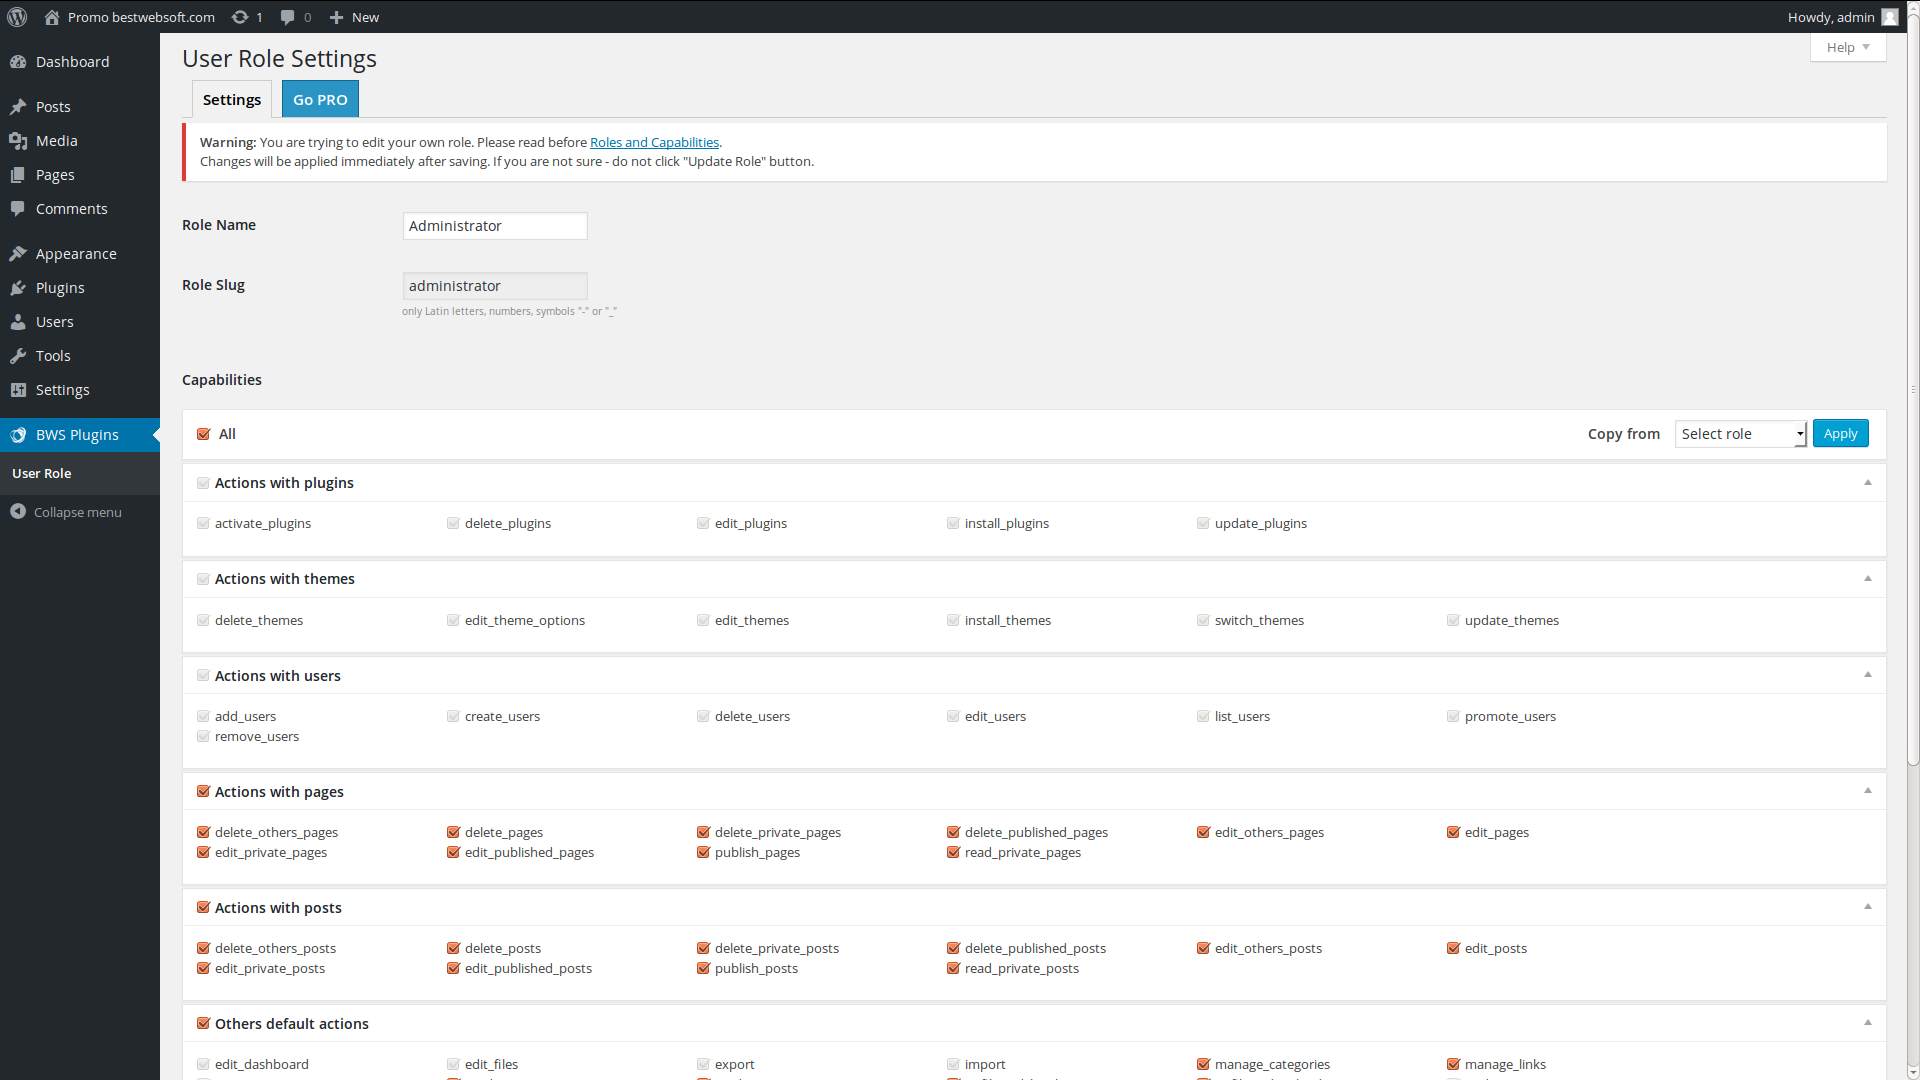 Promo bestwebsoft.com 1 0 New Howdy, admin
Help
Dashboard
Posts
Media
Pages
Comments
Appearance
Plugins
Users
Tools
Settings
BWS Plugins
User Role
Collapse menu
User Role Settings
Settings Go PRO
Warning: You are trying to edit your own role. Please read before Roles and Capabilities.
Changes will be applied immediately after saving. If you are not sure - do not click "Update Role" button.
Role Name Administrator
Role Slug administrator
only Latin letters, numbers, symbols "-" or "_"
Capabilities
All Copy from Select role Apply
Actions with plugins
activate_plugins delete_plugins edit_plugins install_plugins update_plugins
Actions with themes
delete_themes edit_theme_options edit_themes install_themes switch_themes update_themes
Actions with users
add_users create_users delete_users edit_users list_users promote_users
remove_users
Actions with pages
delete_others_pages delete_pages delete_private_pages delete_published_pages edit_others_pages edit_pages
edit_private_pages edit_published_pages publish_pages read_private_pages
Actions with posts
delete_others_posts delete_posts delete_private_posts delete_published_posts edit_others_posts edit_posts
edit_private_posts edit_published_posts publish_posts read_private_posts
Others default actions
edit_dashboard edit_files export import manage_categories manage_links